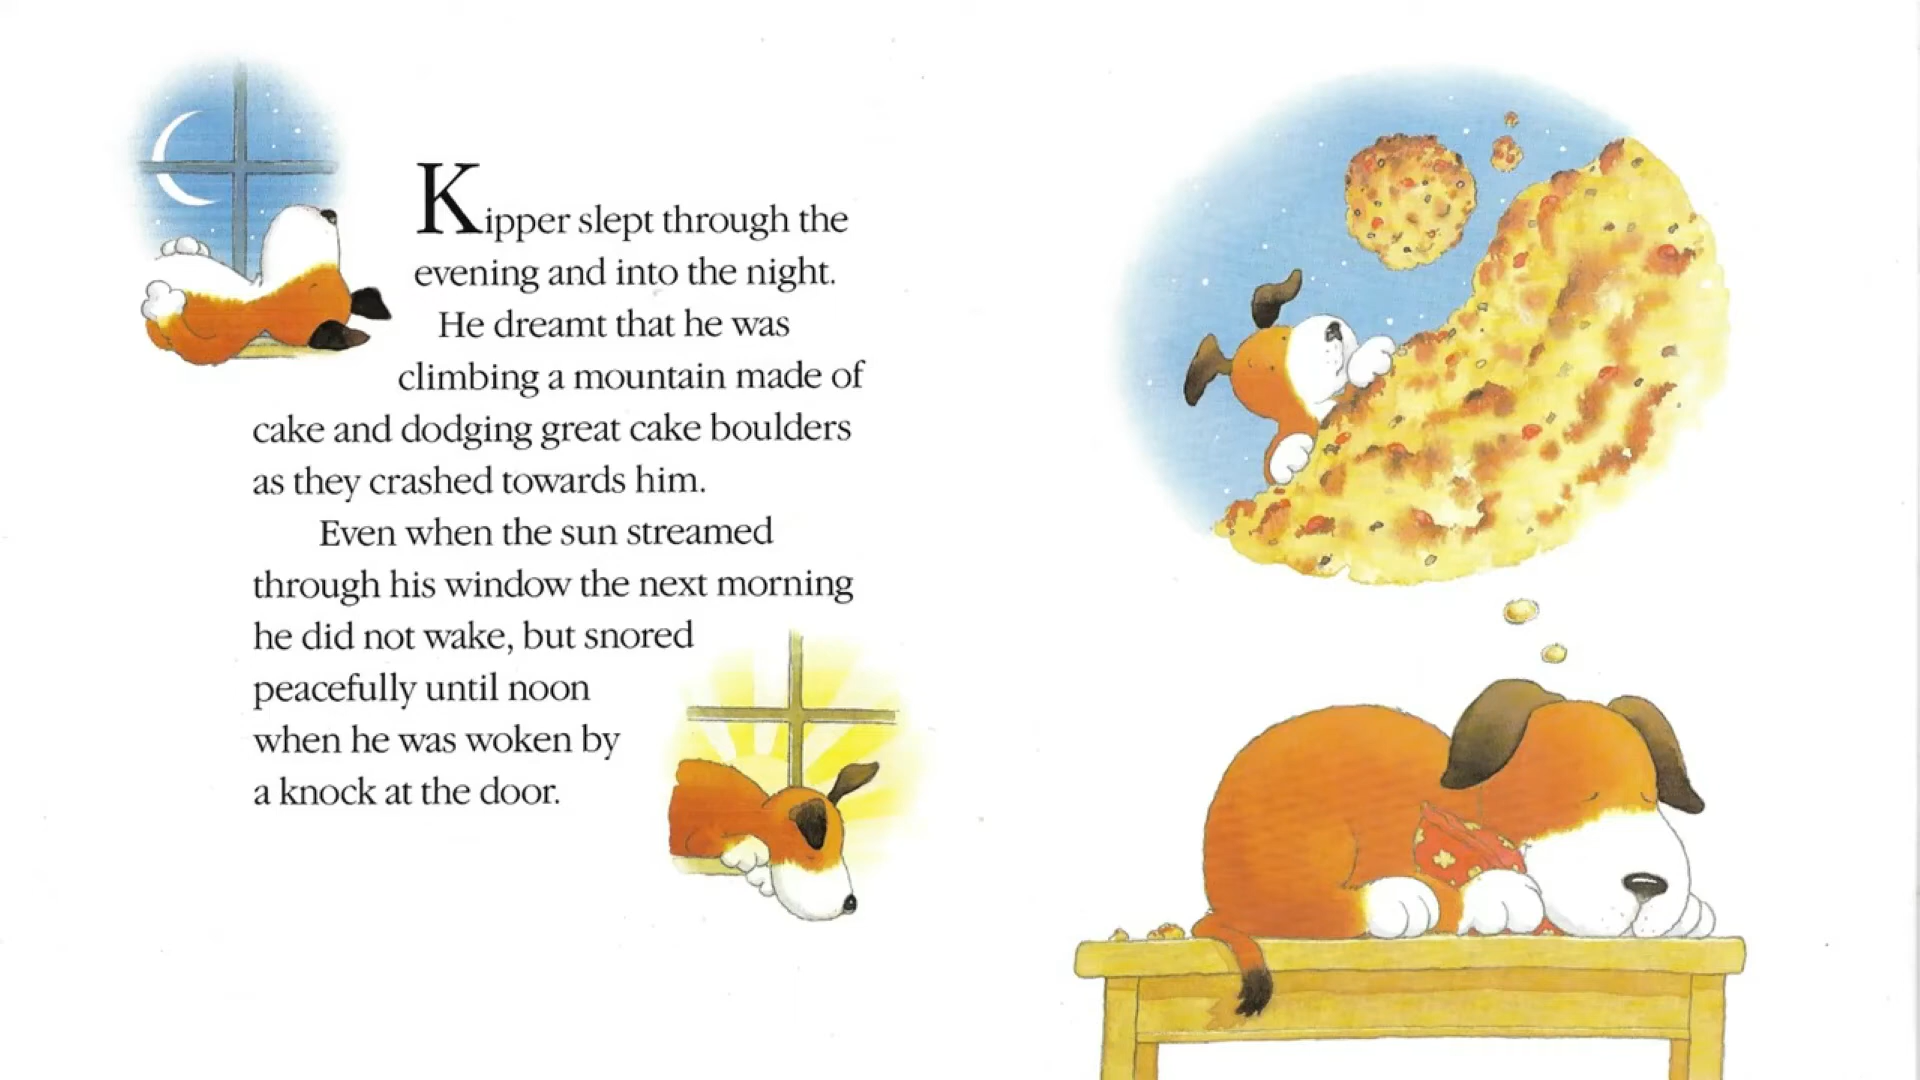 Kipper slept through the
evening and into the night.
He dreamt that he was
climbing a mountain made of
cake and dodging great cake boulders
as they crashed towards him.
Even when the sun streamed
through his window the next morning
he did not wake, but snored
peacefully until noon
when he was woken by
a knock at the door.